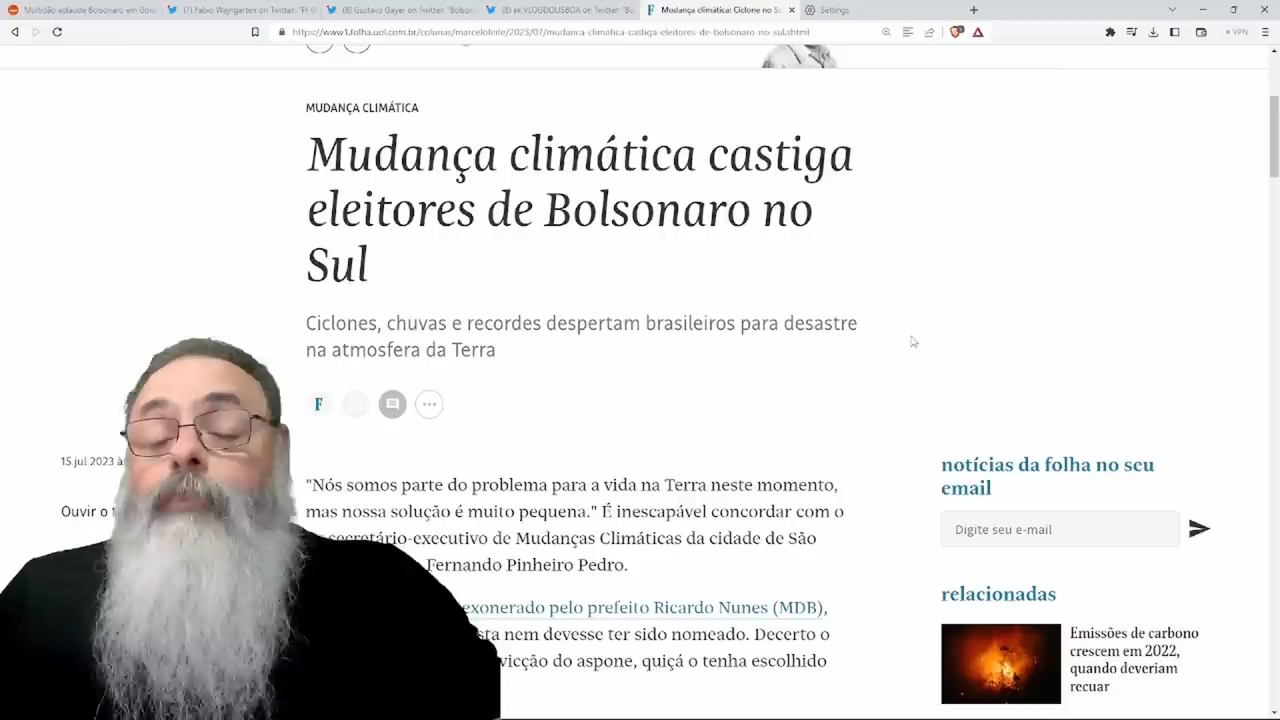 Multidão aplaude Bolsonaro em Goiâ
(7) Fabio Wajngarten on Twitter: "Pt O
(8) Gustavo Gayer on Twitter: "Bolson
(8) ex VLOGDOLISBOA on Twitter: "Bu
Mudança climática: Ciclone no S
Settings
https://www1.folha.uol.com.br/colunas/marceloleite/2023/07/mudanca-climatica-castiga-eleitores-de-bolsonaro-no-sul.shtml
VPN
MUDANÇA CLIMÁTICA
Mudança climática castiga
eleitores de Bolsonaro no
Sul
Ciclones, chuvas e recordes despertam brasileiros para desastre
na atmosfera da Terra
F
15 jul 2023 à
Ouvir o
"Nós somos parte do problema para a vida na Terra neste momento,
mas nossa solução é muito pequena." É inescapável concordar com o
secretário-executivo de Mudanças Climáticas da cidade de São
Fernando Pinheiro Pedro.
exonerado pelo prefeito Ricardo Nunes (MDB),
sta nem devesse ter sido nomeado. Decerto o
vicção do aspone, quiçá o tenha escolhido
notícias da folha no seu
email
Digite seu e-mail
relacionadas
Emissões de carbono
crescem em 2022,
quando deveriam
recuar